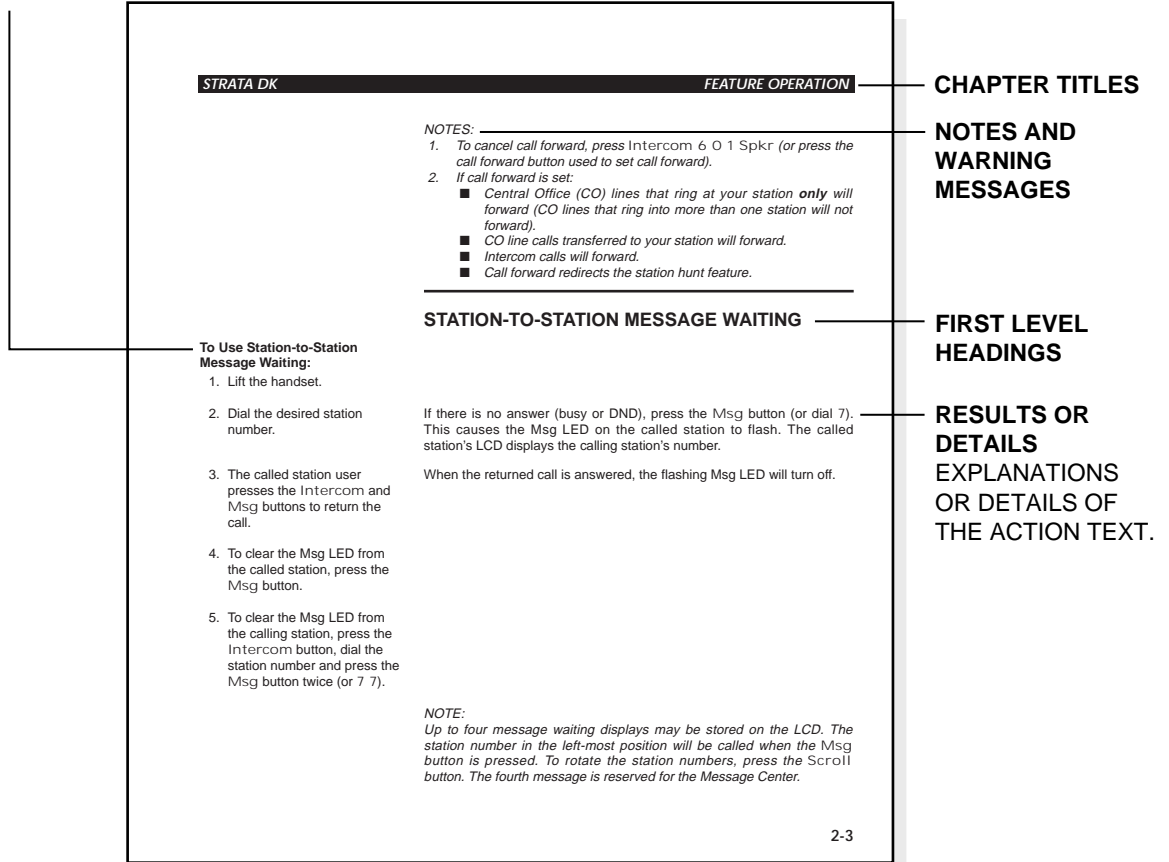 STRATA DK FEATURE OPERATION
CHAPTER TITLES
NOTES:
1. To cancel call forward, press Intercom 6 0 1 Spkr (or press the
call forward button used to set call forward).
2. If call forward is set:
■ Central Office (CO) lines that ring at your station only will
forward (CO lines that ring into more than one station will not
forward).
■ CO line calls transferred to your station will forward.
■ Intercom calls will forward.
■ Call forward redirects the station hunt feature.
NOTES AND
WARNING
MESSAGES
STATION-TO-STATION MESSAGE WAITING
FIRST LEVEL
HEADINGS
To Use Station-to-Station
Message Waiting:
1. Lift the handset.
2. Dial the desired station
number.
If there is no answer (busy or DND), press the Msg button (or dial 7).
This causes the Msg LED on the called station to flash. The called
station's LCD displays the calling station's number.
RESULTS OR
DETAILS
EXPLANATIONS
OR DETAILS OF
THE ACTION TEXT.
3. The called station user
presses the Intercom and
Msg buttons to return the
call.
When the returned call is answered, the flashing Msg LED will turn off.
4. To clear the Msg LED from
the called station, press the
Msg button.
5. To clear the Msg LED from
the calling station, press the
Intercom button, dial the
station number and press the
Msg button twice (or 7 7).
NOTE:
Up to four message waiting displays may be stored on the LCD. The
station number in the left-most position will be called when the Msg
button is pressed. To rotate the station numbers, press the Scroll
button. The fourth message is reserved for the Message Center.
2-3